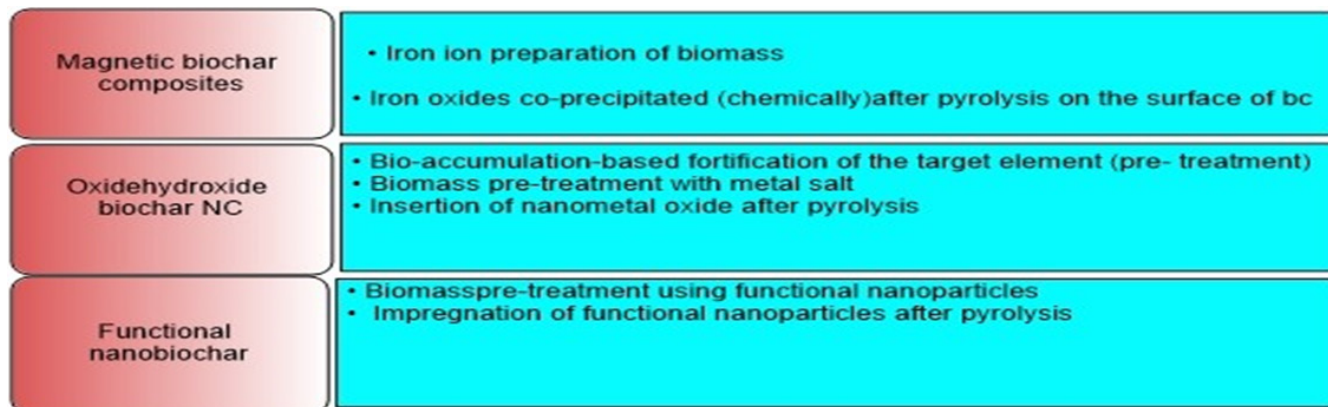 Magnetic biochar
composites
• Iron ion preparation of biomass
• Iron oxides co-precipitated (chemically)after pyrolysis on the surface of bc
Oxidehydroxide
biochar NC
• Bio-accumulation-based fortification of the target element (pre- treatment)
• Biomass pre-treatment with metal salt
• Insertion of nanometal oxide after pyrolysis
Functional
nanobiochar
• Biomasspre-treatment using functional nanoparticles
• Impregnation of functional nanoparticles after pyrolysis